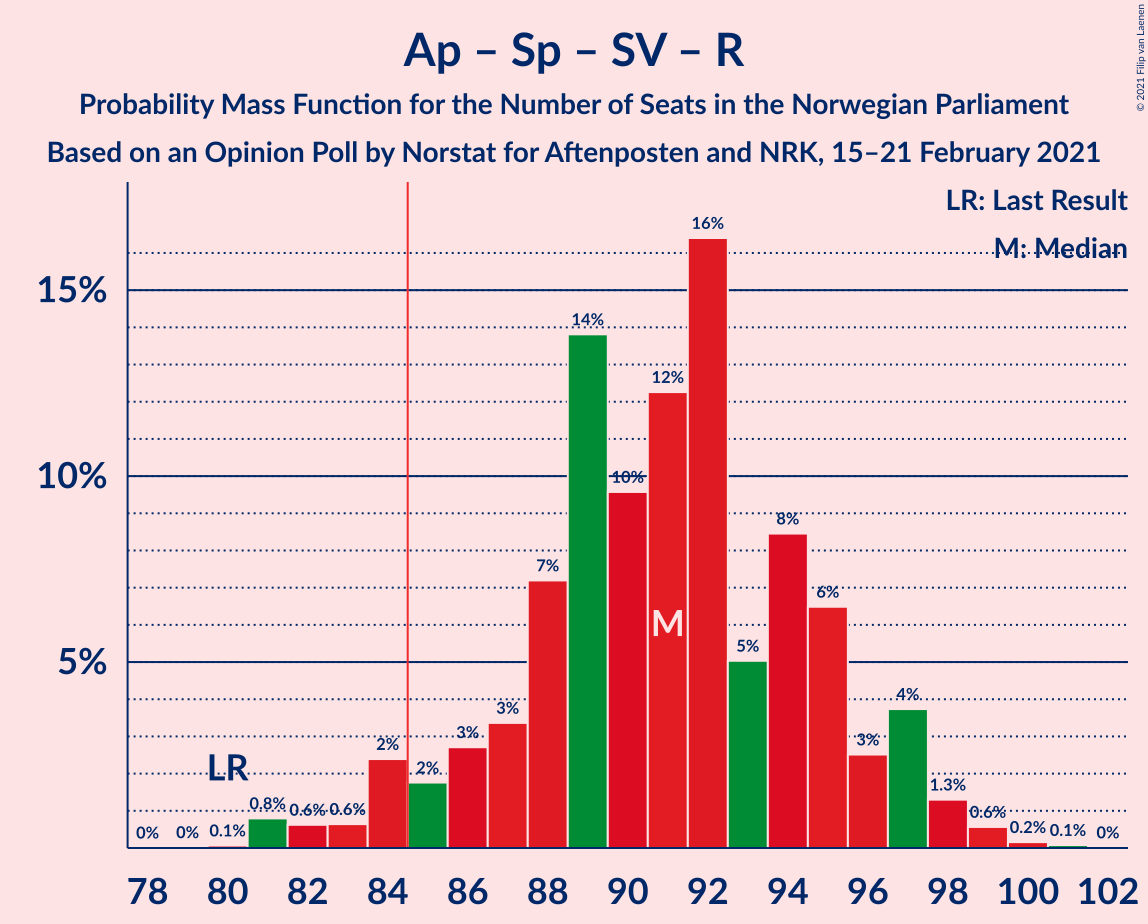 Ap – Sp – SV – R
Probability Mass Function for the Number of Seats in the Norwegian Parliament
Based on an Opinion Poll by Norstat for Aftenposten and NRK, 15–21 February 2021
© 2021 Filip van Laenen
LR: Last Result
M: Median
15%
10%
5%
LR
M
0% 0% 0.1% 0.8% 0.6% 0.6% 2% 2% 3% 3% 7% 14% 10% 12% 16% 5% 8% 6% 3% 4% 1.3% 0.6% 0.2% 0.1% 0%
78 80 82 84 86 88 90 92 94 96 98 100 102